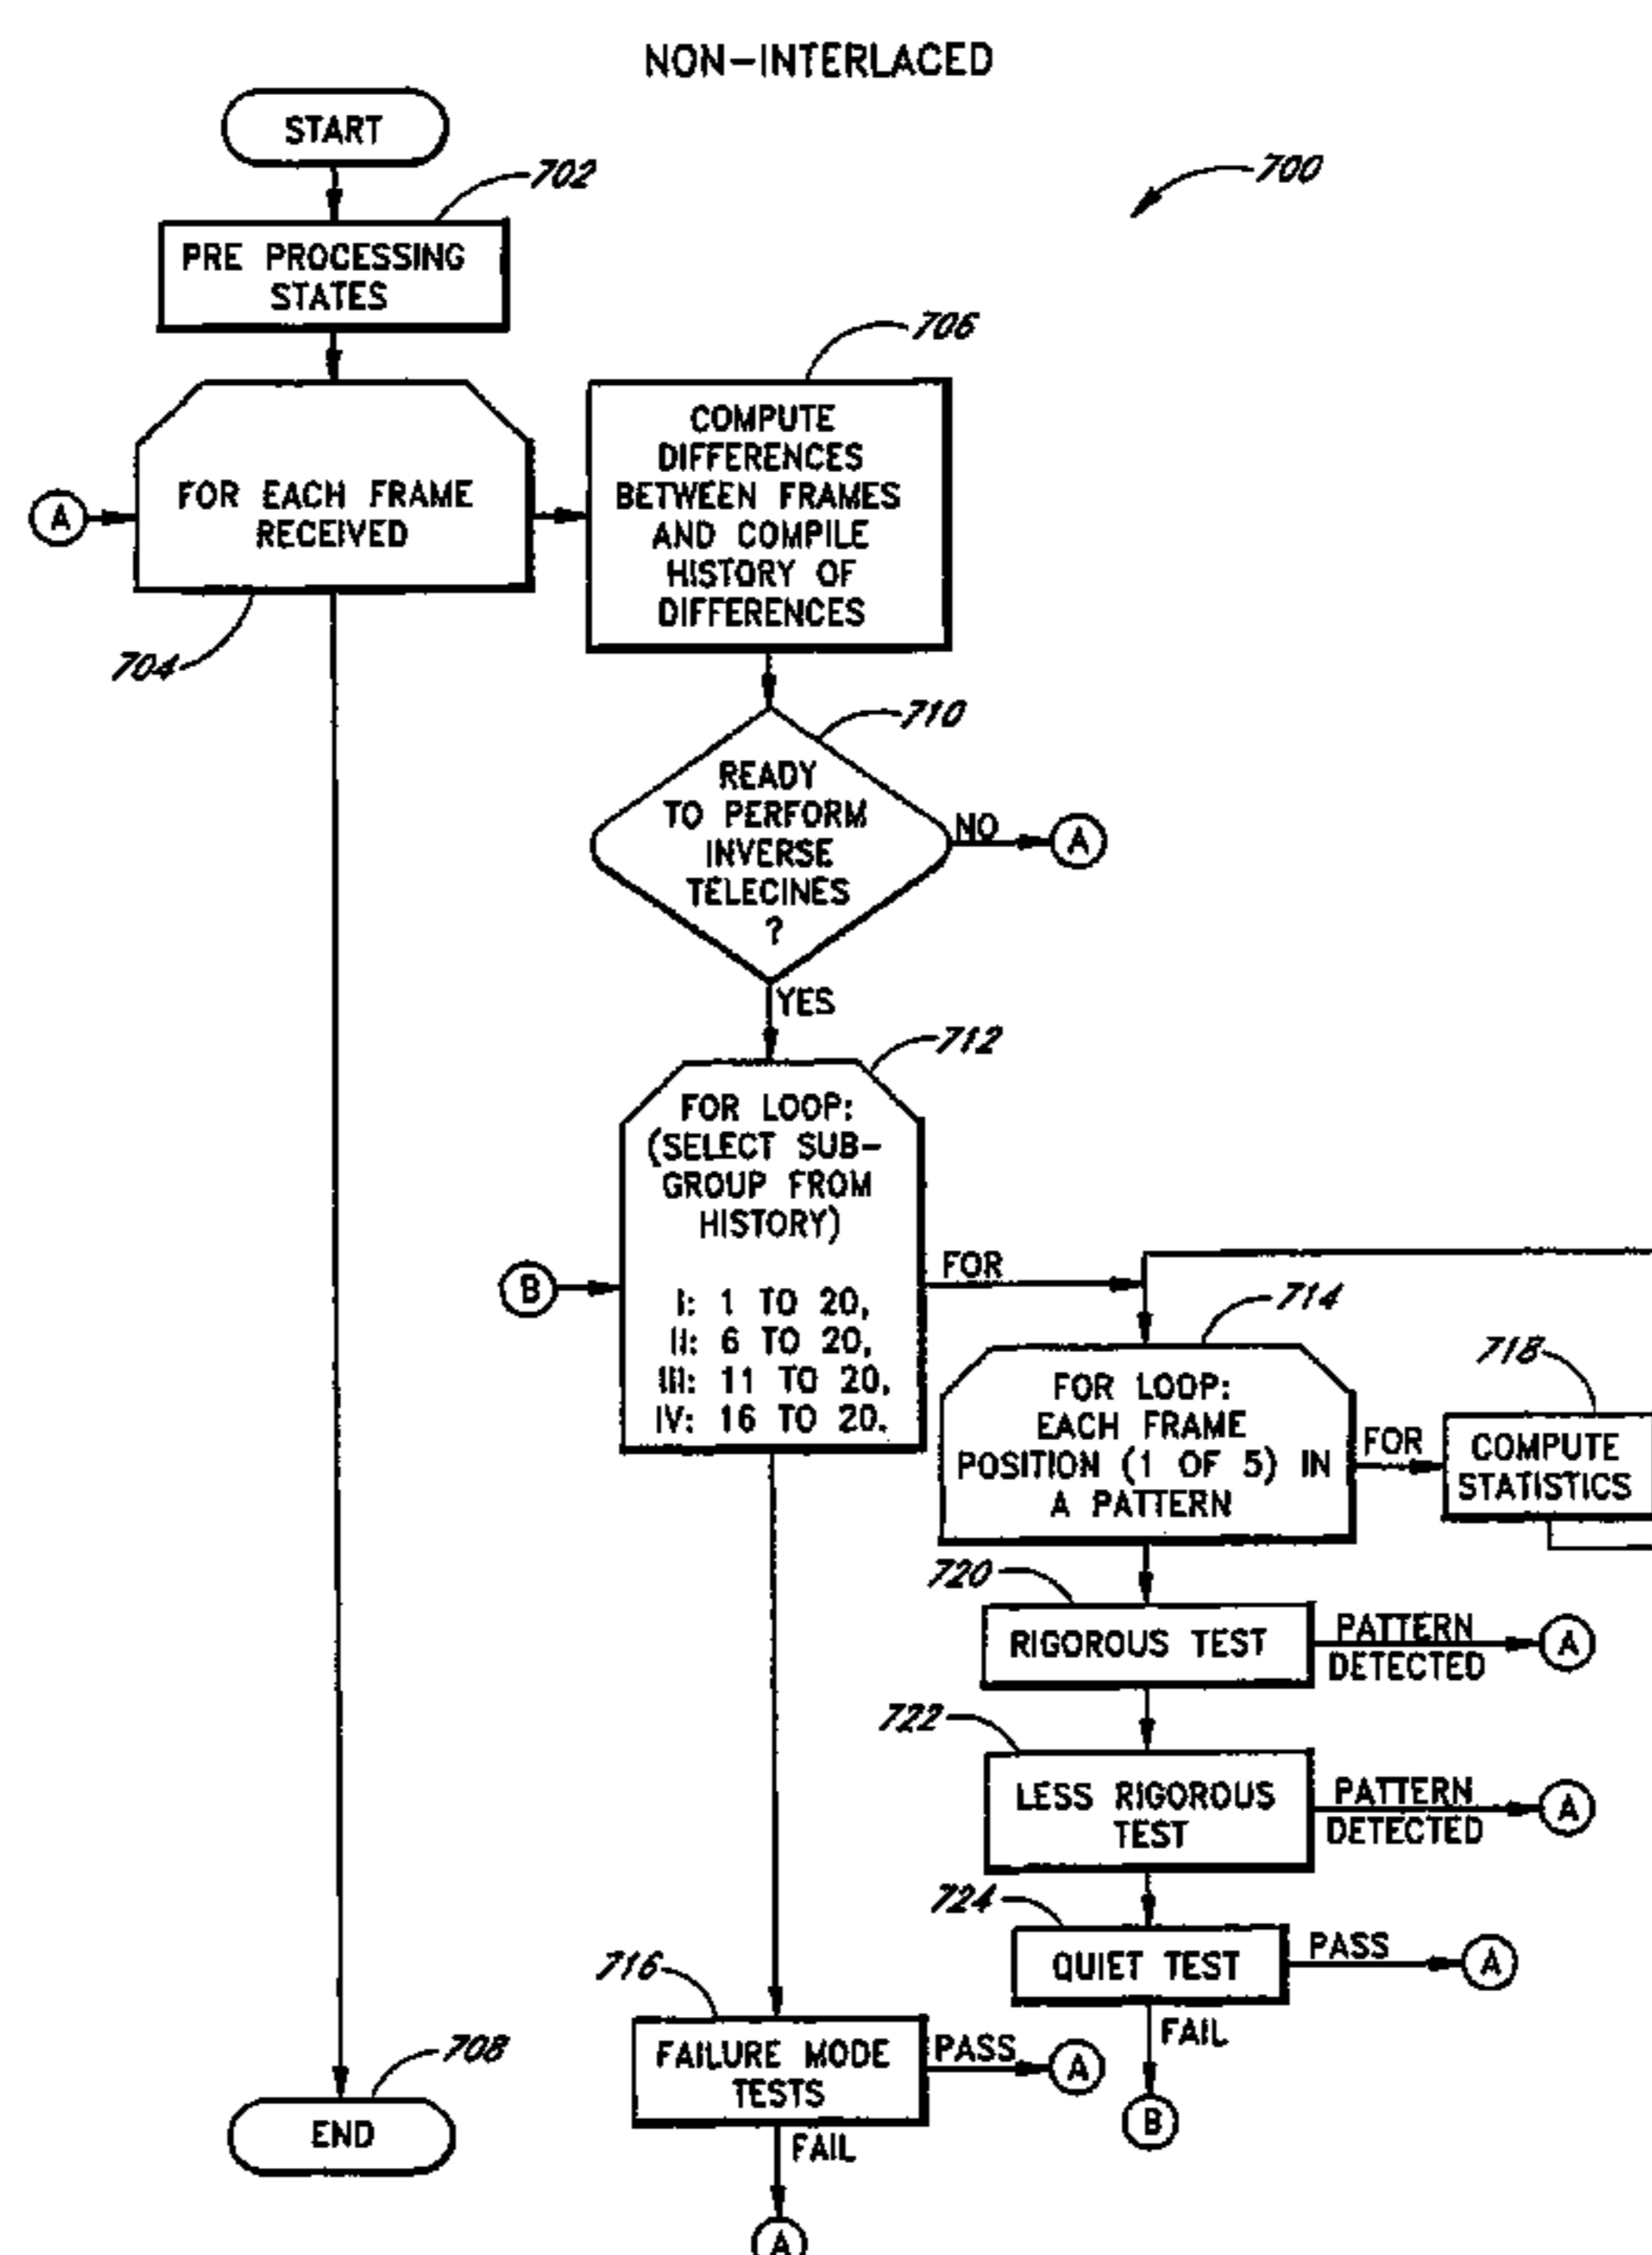 NON-INTERLACED
START
702
700
PRE PROCESSING
STATES
706
COMPUTE
DIFFERENCES
BETWEEN FRAMES
AND COMPILE
HISTORY OF
DIFFERENCES
A
FOR EACH FRAME
RECEIVED
704
710
READY
TO PERFORM
INVERSE
TELECINES
?
NO
A
YES
712
FOR LOOP:
(SELECT SUB-
GROUP FROM
HISTORY)
I: 1 TO 20,
II: 6 TO 20,
III: 11 TO 20,
IV: 16 TO 20.
B
FOR
714
718
FOR LOOP:
EACH FRAME
POSITION (1 OF 5) IN
A PATTERN
FOR
COMPUTE
STATISTICS
720
RIGOROUS TEST
PATTERN
DETECTED
A
722
LESS RIGOROUS
TEST
PATTERN
DETECTED
A
724
QUIET TEST
PASS
A
FAIL
B
716
FAILURE MODE
TESTS
PASS
A
FAIL
A
708
END